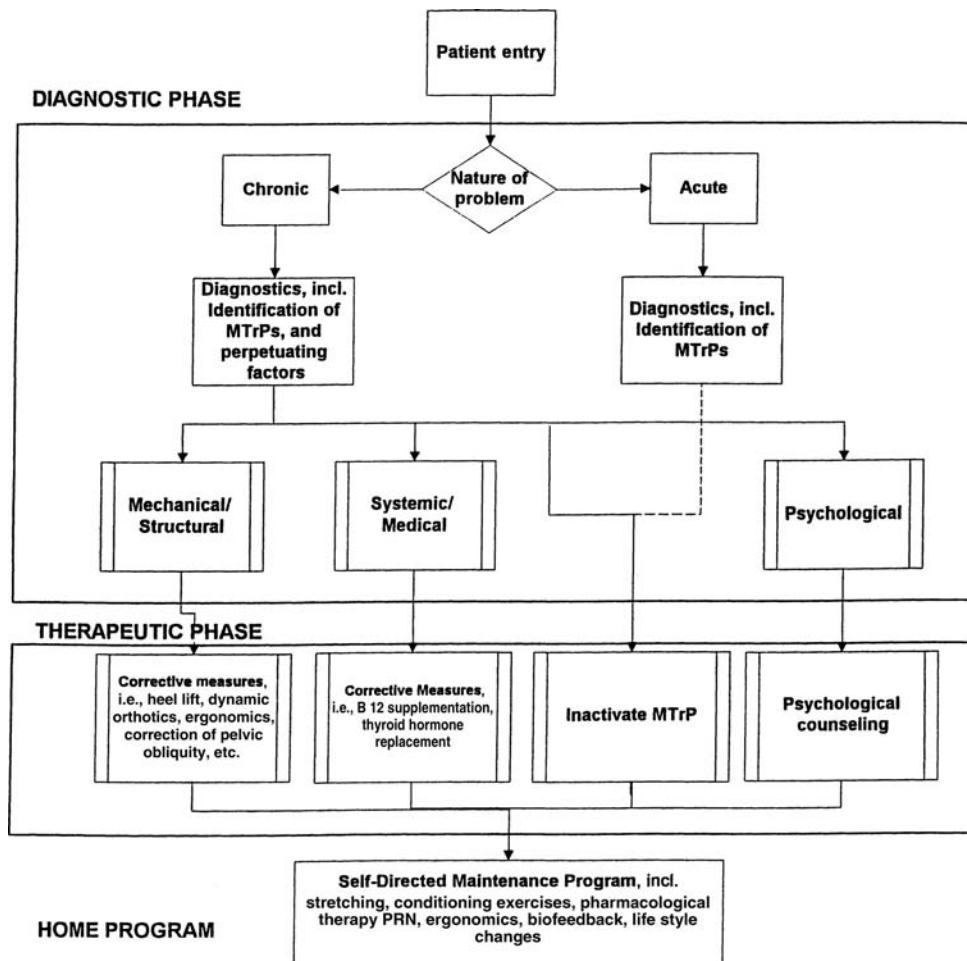 Patient entry
DIAGNOSTIC PHASE
Chronic
Nature of
problem
Acute
Diagnostics, incl.
Identification of
MTrPs, and
perpetuating
factors
Diagnostics, incl.
Identification of
MTrPs
Mechanical/
Structural
Systemic/
Medical
Psychological
THERAPEUTIC PHASE
Corrective measures,
i.e., heel lift, dynamic
orthotics, ergonomics,
correction of pelvic
obliquity, etc.
Corrective Measures,
i.e., B 12 supplementation,
thyroid hormone
replacement
Inactivate MTrP
Psychological
counseling
Self-Directed Maintenance Program, incl.
stretching, conditioning exercises, pharmacological
therapy PRN, ergonomics, biofeedback, life style
changes
HOME PROGRAM